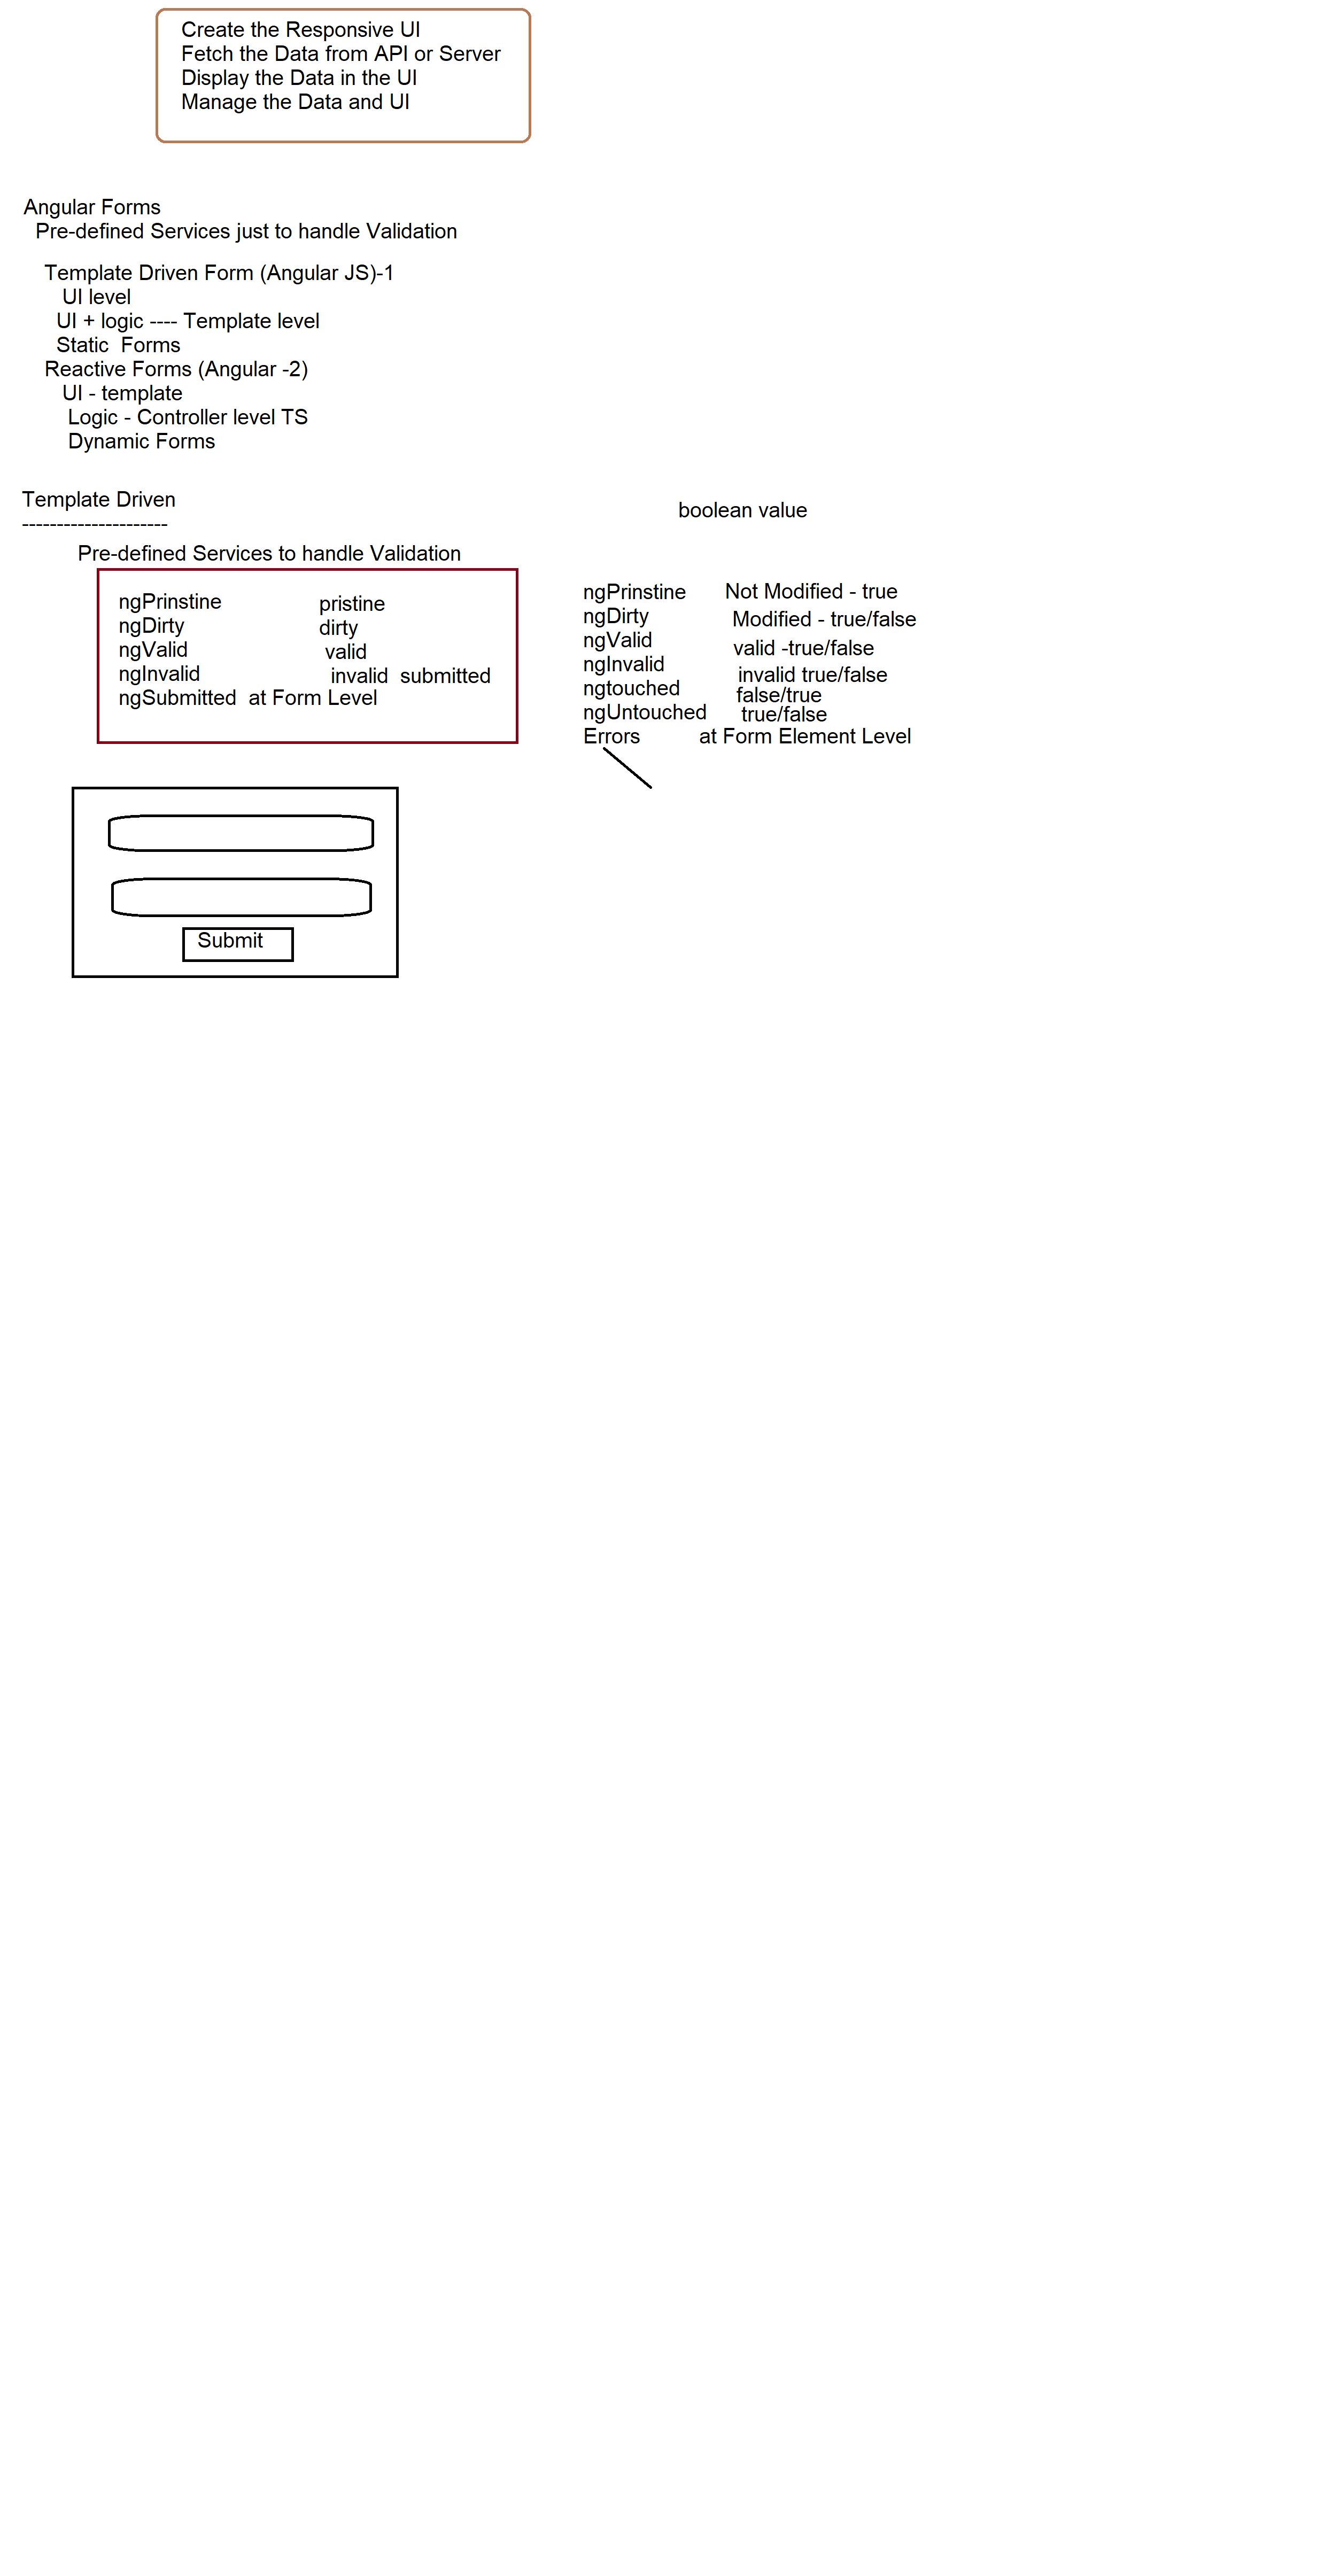 Create the Responsive UI
Fetch the Data from API or Server
Display the Data in the UI
Manage the Data and UI
Angular Forms
Pre-defined Services just to handle Validation
Template Driven Form (Angular JS)-1
UI level
UI + logic ---- Template level
Static  Forms
Reactive Forms (Angular -2)
UI - template
Logic - Controller level TS
Dynamic Forms
Template Driven
---------------------
Pre-defined Services to handle Validation
ngPrinstine pristine
ngDirty dirty
ngValid valid
ngInvalid invalid  submitted
ngSubmitted  at Form Level
boolean value
ngPrinstine Not Modified - true
ngDirty Modified - true/false
ngValid valid -true/false
ngInvalid invalid true/false
ngtouched false/true
ngUntouched true/false
Errors at Form Element Level
Submit